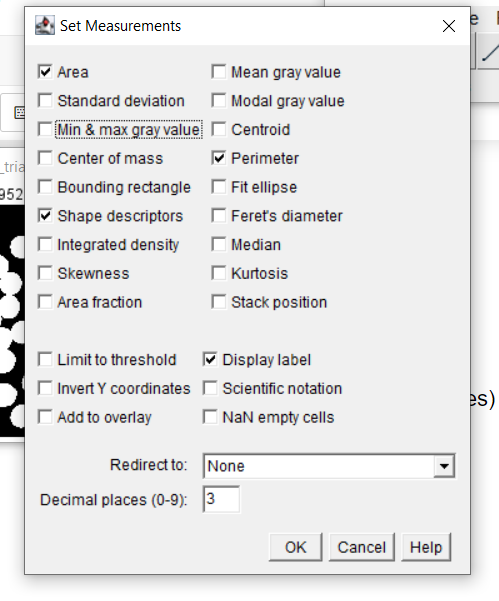 Set Measurements
Area
Mean gray value
Standard deviation
Modal gray value
Min & max gray value
Centroid
Center of mass
Perimeter
Bounding rectangle
Fit ellipse
Shape descriptors
Feret's diameter
Integrated density
Median
Skewness
Kurtosis
Area fraction
Stack position
Limit to threshold
Display label
Invert Y coordinates
Scientific notation
Add to overlay
NaN empty cells
Redirect to: None
Decimal places (0-9): 3
OK Cancel Help
_tria
952
es)